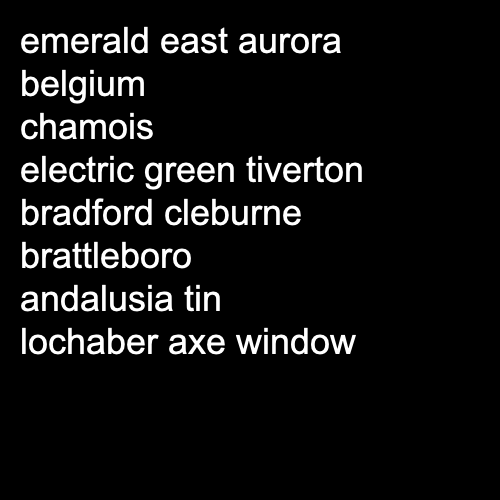 emerald east aurora
belgium
chamois
electric green tiverton
bradford cleburne
brattleboro
andalusia tin
lochaber axe window